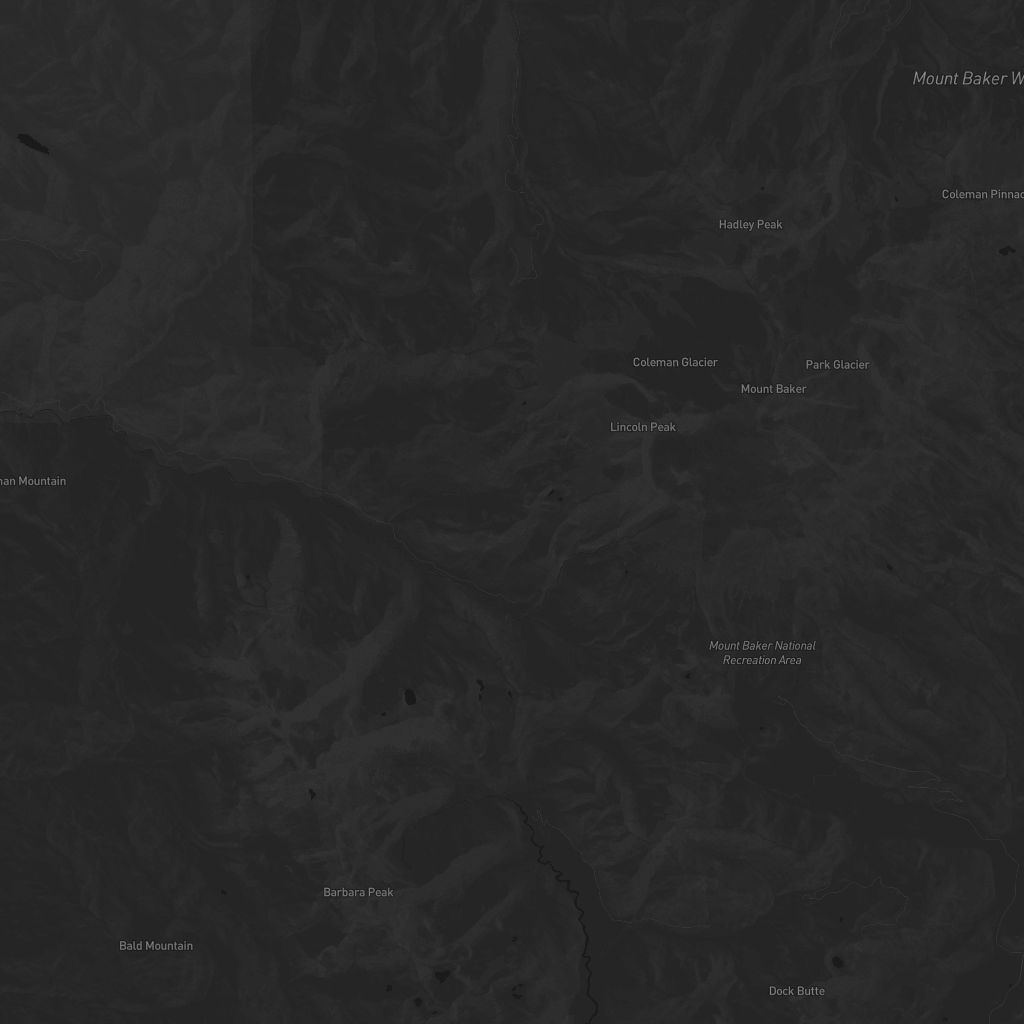 Mount Baker W
Coleman Pinnac
Hadley Peak
Coleman Glacier
Park Glacier
Mount Baker
Lincoln Peak
nan Mountain
Mount Baker National
Recreation Area
Barbara Peak
Bald Mountain
Dock Butte